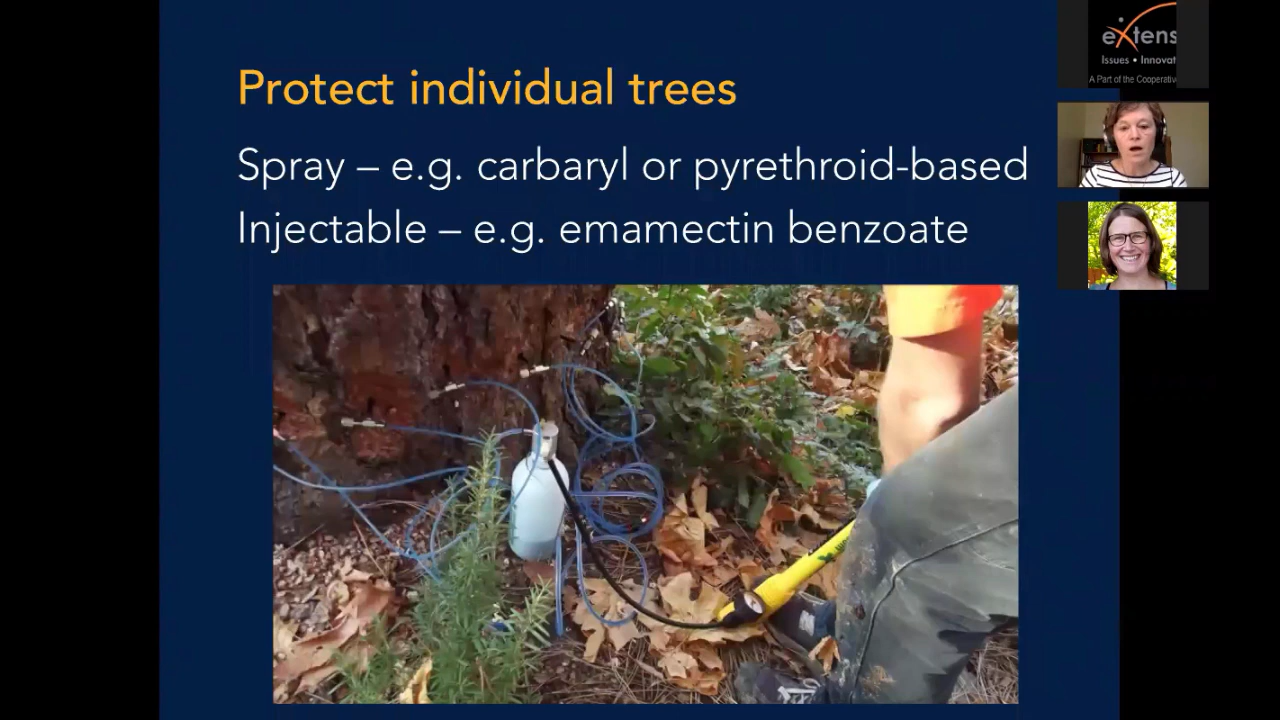 Protect individual trees
Spray – e.g. carbaryl or pyrethroid-based
Injectable – e.g. emamectin benzoate
eXtens
Issues • Innovat
A Part of the Cooperativ